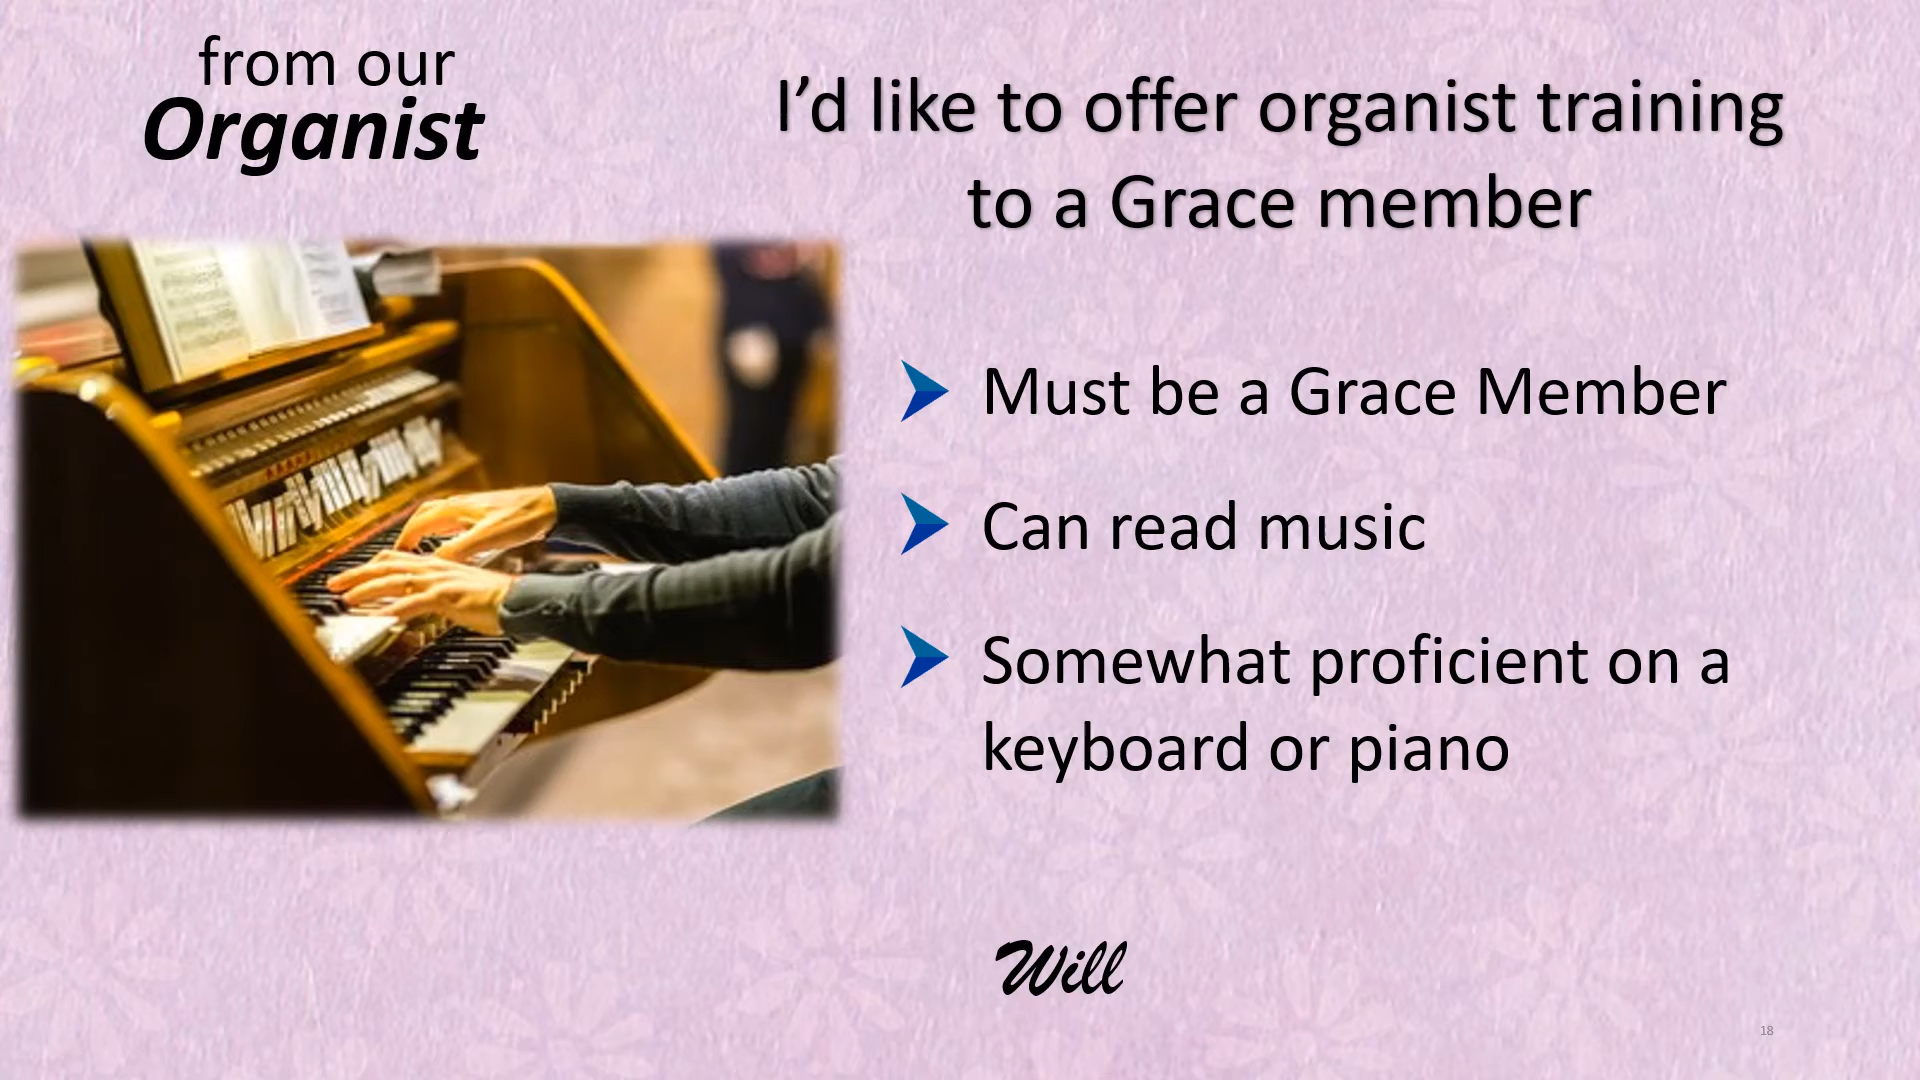 from our
Organist
I’d like to offer organist training
to a Grace member
Must be a Grace Member
Can read music
Somewhat proficient on a
keyboard or piano
Will
18